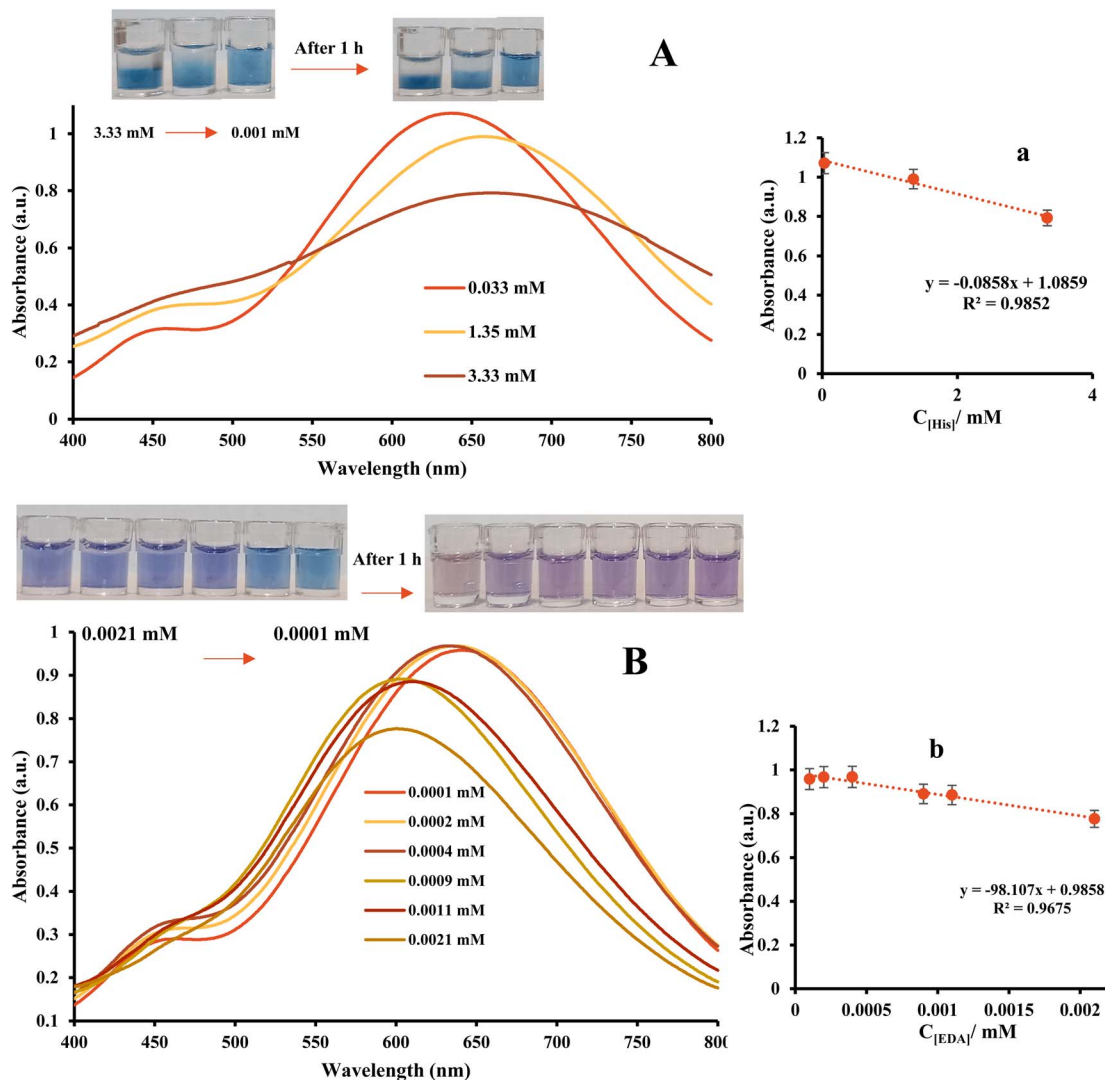 After 1 h
A
3.33 mM
0.001 mM
Absorbance (a.u.)
1
0.8
0.6
0.4
0.2
0
400 450 500 550 600 650 700 750 800
Wavelength (nm)
0.033 mM
1.35 mM
3.33 mM
a
Absorbance (a.u.)
1.2
1
0.8
0.6
0.4
0.2
0
y = -0.0858x + 1.0859
R² = 0.9852
0 2 4
C[His]/ mM
After 1 h
0.0021 mM
0.0001 mM
B
Absorbance (a.u.)
1
0.9
0.8
0.7
0.6
0.5
0.4
0.3
0.2
0.1
400 450 500 550 600 650 700 750 800
Wavelength (nm)
0.0001 mM
0.0002 mM
0.0004 mM
0.0009 mM
0.0011 mM
0.0021 mM
b
Absorbance (a.u.)
1.2
1
0.8
0.6
0.4
0.2
0
y = -98.107x + 0.9858
R² = 0.9675
0 0.0005 0.001 0.0015 0.002
C[EDA]/ mM